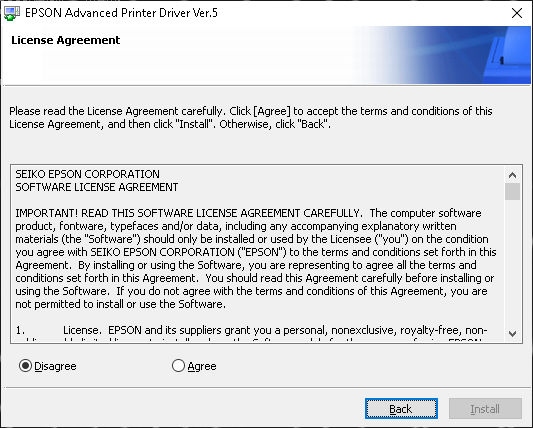 EPSON Advanced Printer Driver Ver.5
License Agreement
Please read the License Agreement carefully. Click [Agree] to accept the terms and conditions of this
License Agreement, and then click "Install". Otherwise, click "Back".
SEIKO EPSON CORPORATION
SOFTWARE LICENSE AGREEMENT
IMPORTANT! READ THIS SOFTWARE LICENSE AGREEMENT CAREFULLY.  The computer software
product, fontware, typefaces and/or data, including any accompanying explanatory written
materials (the "Software") should only be installed or used by the Licensee ("you") on the condition
you agree with SEIKO EPSON CORPORATION ("EPSON") to the terms and conditions set forth in this
Agreement.  By installing or using the Software, you are representing to agree all the terms and
conditions set forth in this Agreement.  You should read this Agreement carefully before installing or
using the Software.  If you do not agree with the terms and conditions of this Agreement, you are
not permitted to install or use the Software.
1. License.  EPSON and its suppliers grant you a personal, nonexclusive, royalty-free, non-
Disagree
Agree
Back
Install